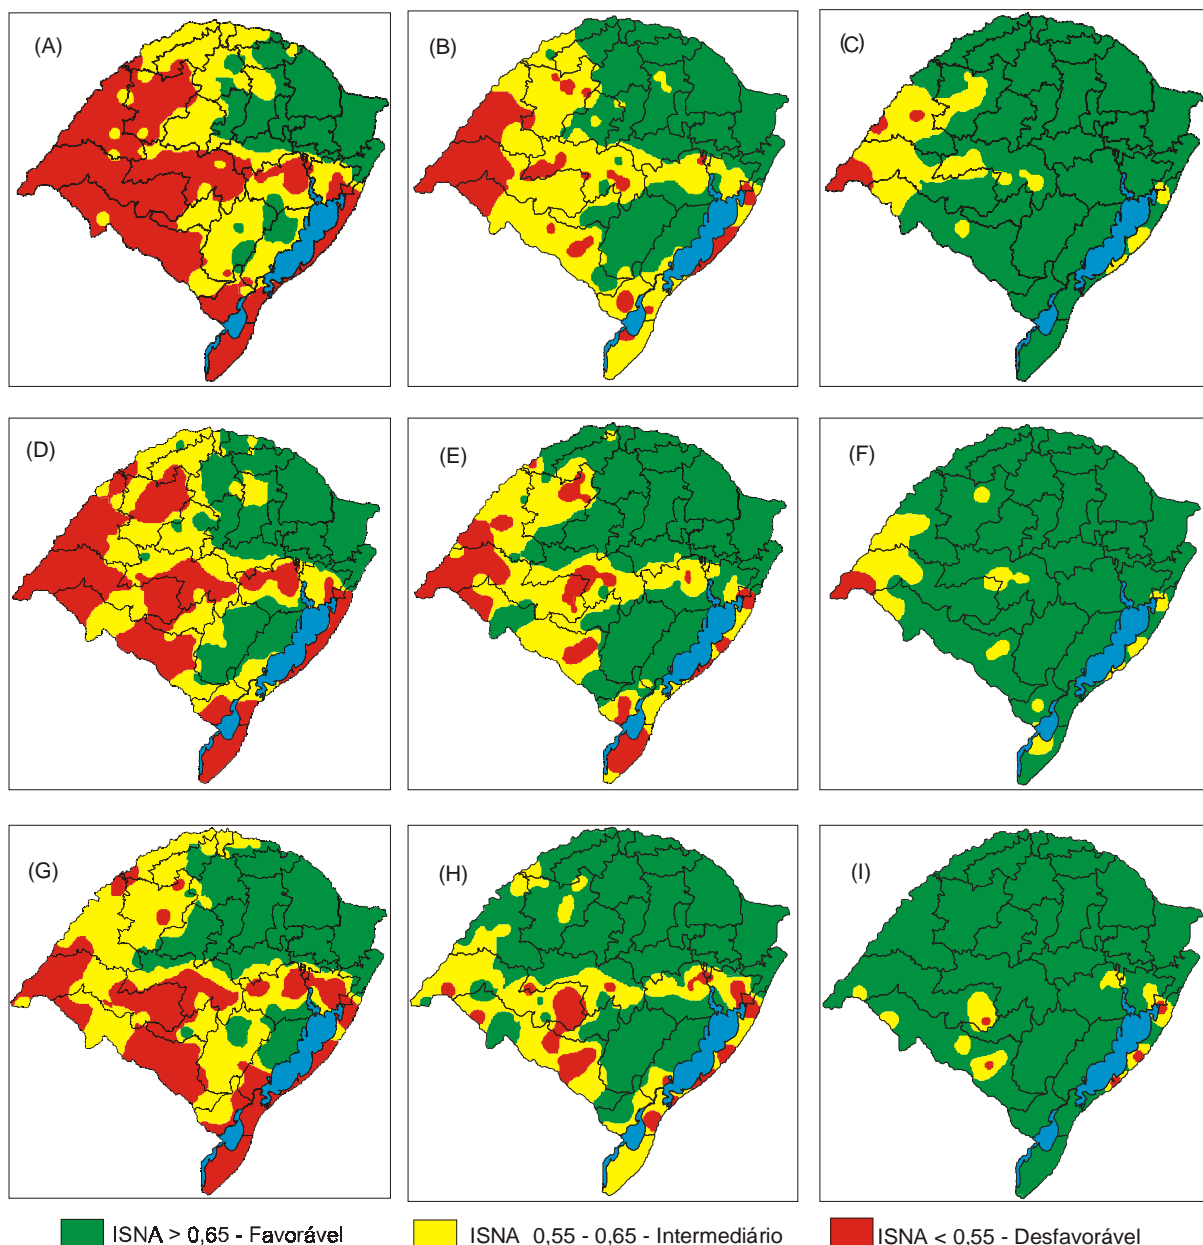 (A)
(B)
(C)
(D)
(E)
(F)
(G)
(H)
(I)
ISNA > 0,65 - Favorável
ISNA 0,55 - 0,65 - Intermediário
ISNA < 0,55 - Desfavorável